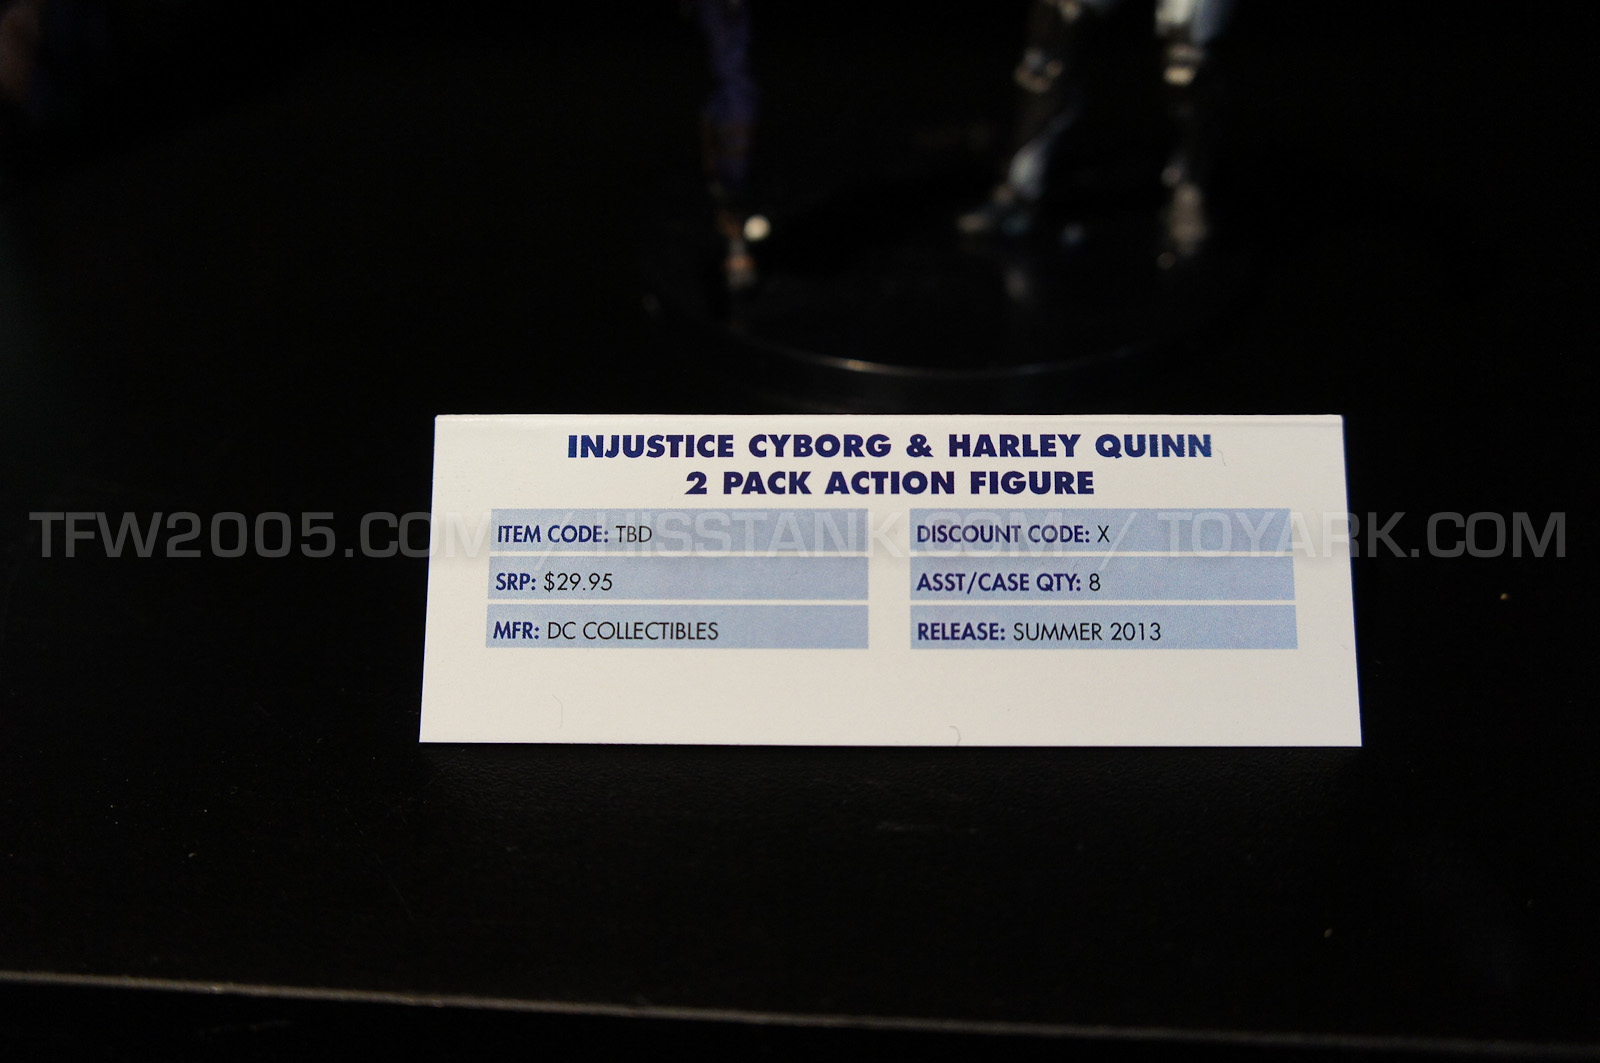 INJUSTICE CYBORG & HARLEY QUINN
2 PACK ACTION FIGURE
ITEM CODE: TBD
SRP: $29.95
MFR: DC COLLECTIBLES
DISCOUNT CODE: X
ASST/CASE QTY: 8
RELEASE: SUMMER 2013
TFW2005.COM / HISSTANK.COM / TOYARK.COM